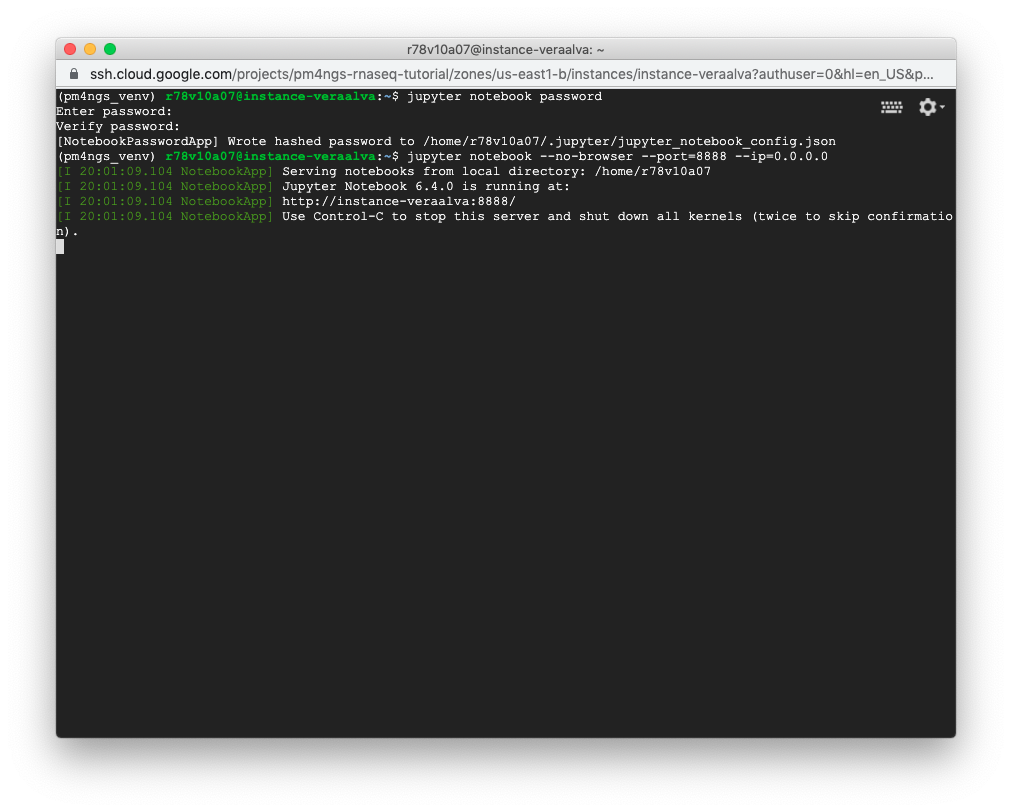 r78v10a07@instance-veraalva: ~
ssh.cloud.google.com/projects/pm4ngs-rnaseq-tutorial/zones/us-east1-b/instances/instance-veraalva?authuser=0&hl=en_US&p...
(pm4ngs_venv) r78v10a07@instance-veraalva:~$ jupyter notebook password
Enter password:
Verify password:
[NotebookPasswordApp] Wrote hashed password to /home/r78v10a07/.jupyter/jupyter_notebook_config.json
(pm4ngs_venv) r78v10a07@instance-veraalva:~$ jupyter notebook --no-browser --port=8888 --ip=0.0.0.0
[I 20:01:09.104 NotebookApp] Serving notebooks from local directory: /home/r78v10a07
[I 20:01:09.104 NotebookApp] Jupyter Notebook 6.4.0 is running at:
[I 20:01:09.104 NotebookApp] http://instance-veraalva:8888/
[I 20:01:09.104 NotebookApp] Use Control-C to stop this server and shut down all kernels (twice to skip confirmatio
n).